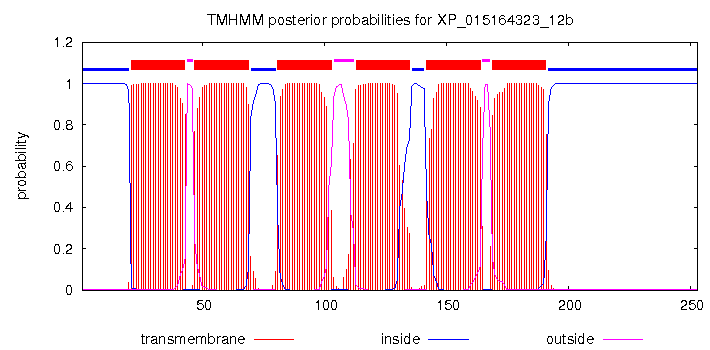 TMHMM posterior probabilities for XP_015164323_12b
1.2
1
0.8
0.6
0.4
0.2
0
probability
50
100
150
200
250
transmembrane
inside
outside